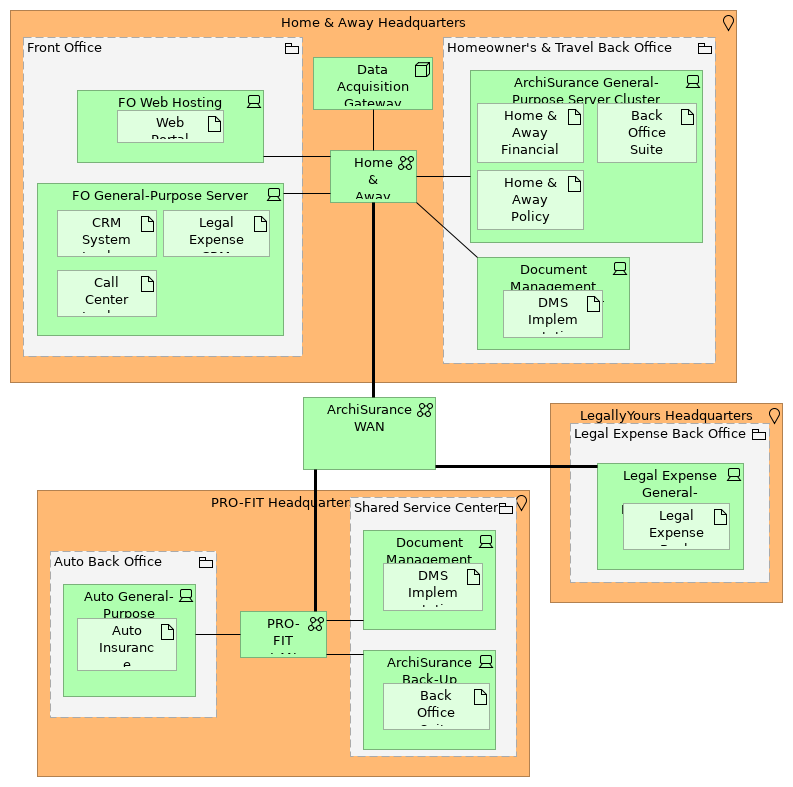 Home & Away Headquarters
Front Office
FO Web Hosting
Web
Portal
FO General-Purpose Server
CRM
System
Legal
Expense
Call
Center
Data
Acquisition
Gateway
Home
&
Away
Homeowner's & Travel Back Office
ArchiSurance General-
Purpose Server Cluster
Home &
Away
Financial
Back
Office
Suite
Home &
Away
Policy
Document
Management
DMS
Implem
ArchiSurance
WAN
LegallyYours Headquarters
Legal Expense Back Office
Legal Expense
General-
Legal
Expense
PRO-FIT Headquarter
Auto Back Office
Auto General-
Purpose
Auto
Insuranc
e
PRO-
FIT
Shared Service Center
Document
Management
DMS
Implem
ArchiSurance
Back-Up
Back
Office